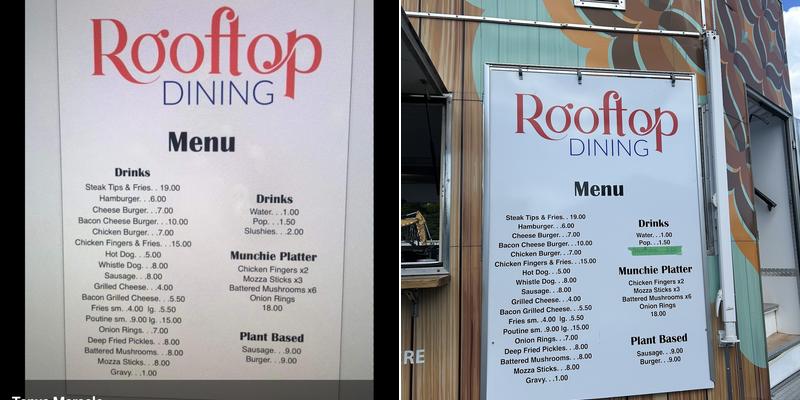 Rooftop
DINING
Menu
Drinks
Steak Tips & Fries. . 19.00
Hamburger. . .6.00
Cheese Burger. . .7.00
Bacon Cheese Burger. . .10.00
Chicken Burger. . .7.00
Chicken Fingers & Fries. . .15.00
Hot Dog. . .5.00
Whistle Dog. . .8.00
Sausage. . .8.00
Grilled Cheese. . .4.00
Bacon Grilled Cheese. . .5.50
Fries sm. .4.00 lg. .5.50
Poutine sm. .9.00 lg. .15.00
Onion Rings. . .7.00
Deep Fried Pickles. . .8.00
Battered Mushrooms. . .8.00
Mozza Sticks. . .8.00
Gravy. . .1.00
Drinks
Water. . .1.00
Pop. . .1.50
Slushies. . .2.00
Munchie Platter
Chicken Fingers x2
Mozza Sticks x3
Battered Mushrooms x6
Onion Rings
18.00
Plant Based
Sausage. . .9.00
Burger. . .9.00
Rooftop
DINING
Menu
Steak Tips & Fries. . 19.00
Hamburger. . .6.00
Cheese Burger. . .7.00
Bacon Cheese Burger. . .10.00
Chicken Burger. . .7.00
Chicken Fingers & Fries. . .15.00
Hot Dog. . .5.00
Whistle Dog. . .8.00
Sausage. . .8.00
Grilled Cheese. . .4.00
Bacon Grilled Cheese. . .5.50
Fries sm. .4.00 lg. .5.50
Poutine sm. .9.00 lg. .15.00
Onion Rings. . .7.00
Deep Fried Pickles. . .8.00
Battered Mushrooms. . .8.00
Mozza Sticks. . .8.00
Gravy. . .1.00
Drinks
Water. . .1.00
Pop. . .1.50
Munchie Platter
Chicken Fingers x2
Mozza Sticks x3
Battered Mushrooms x6
Onion Rings
18.00
Plant Based
Sausage. . .9.00
Burger. . .9.00
RE